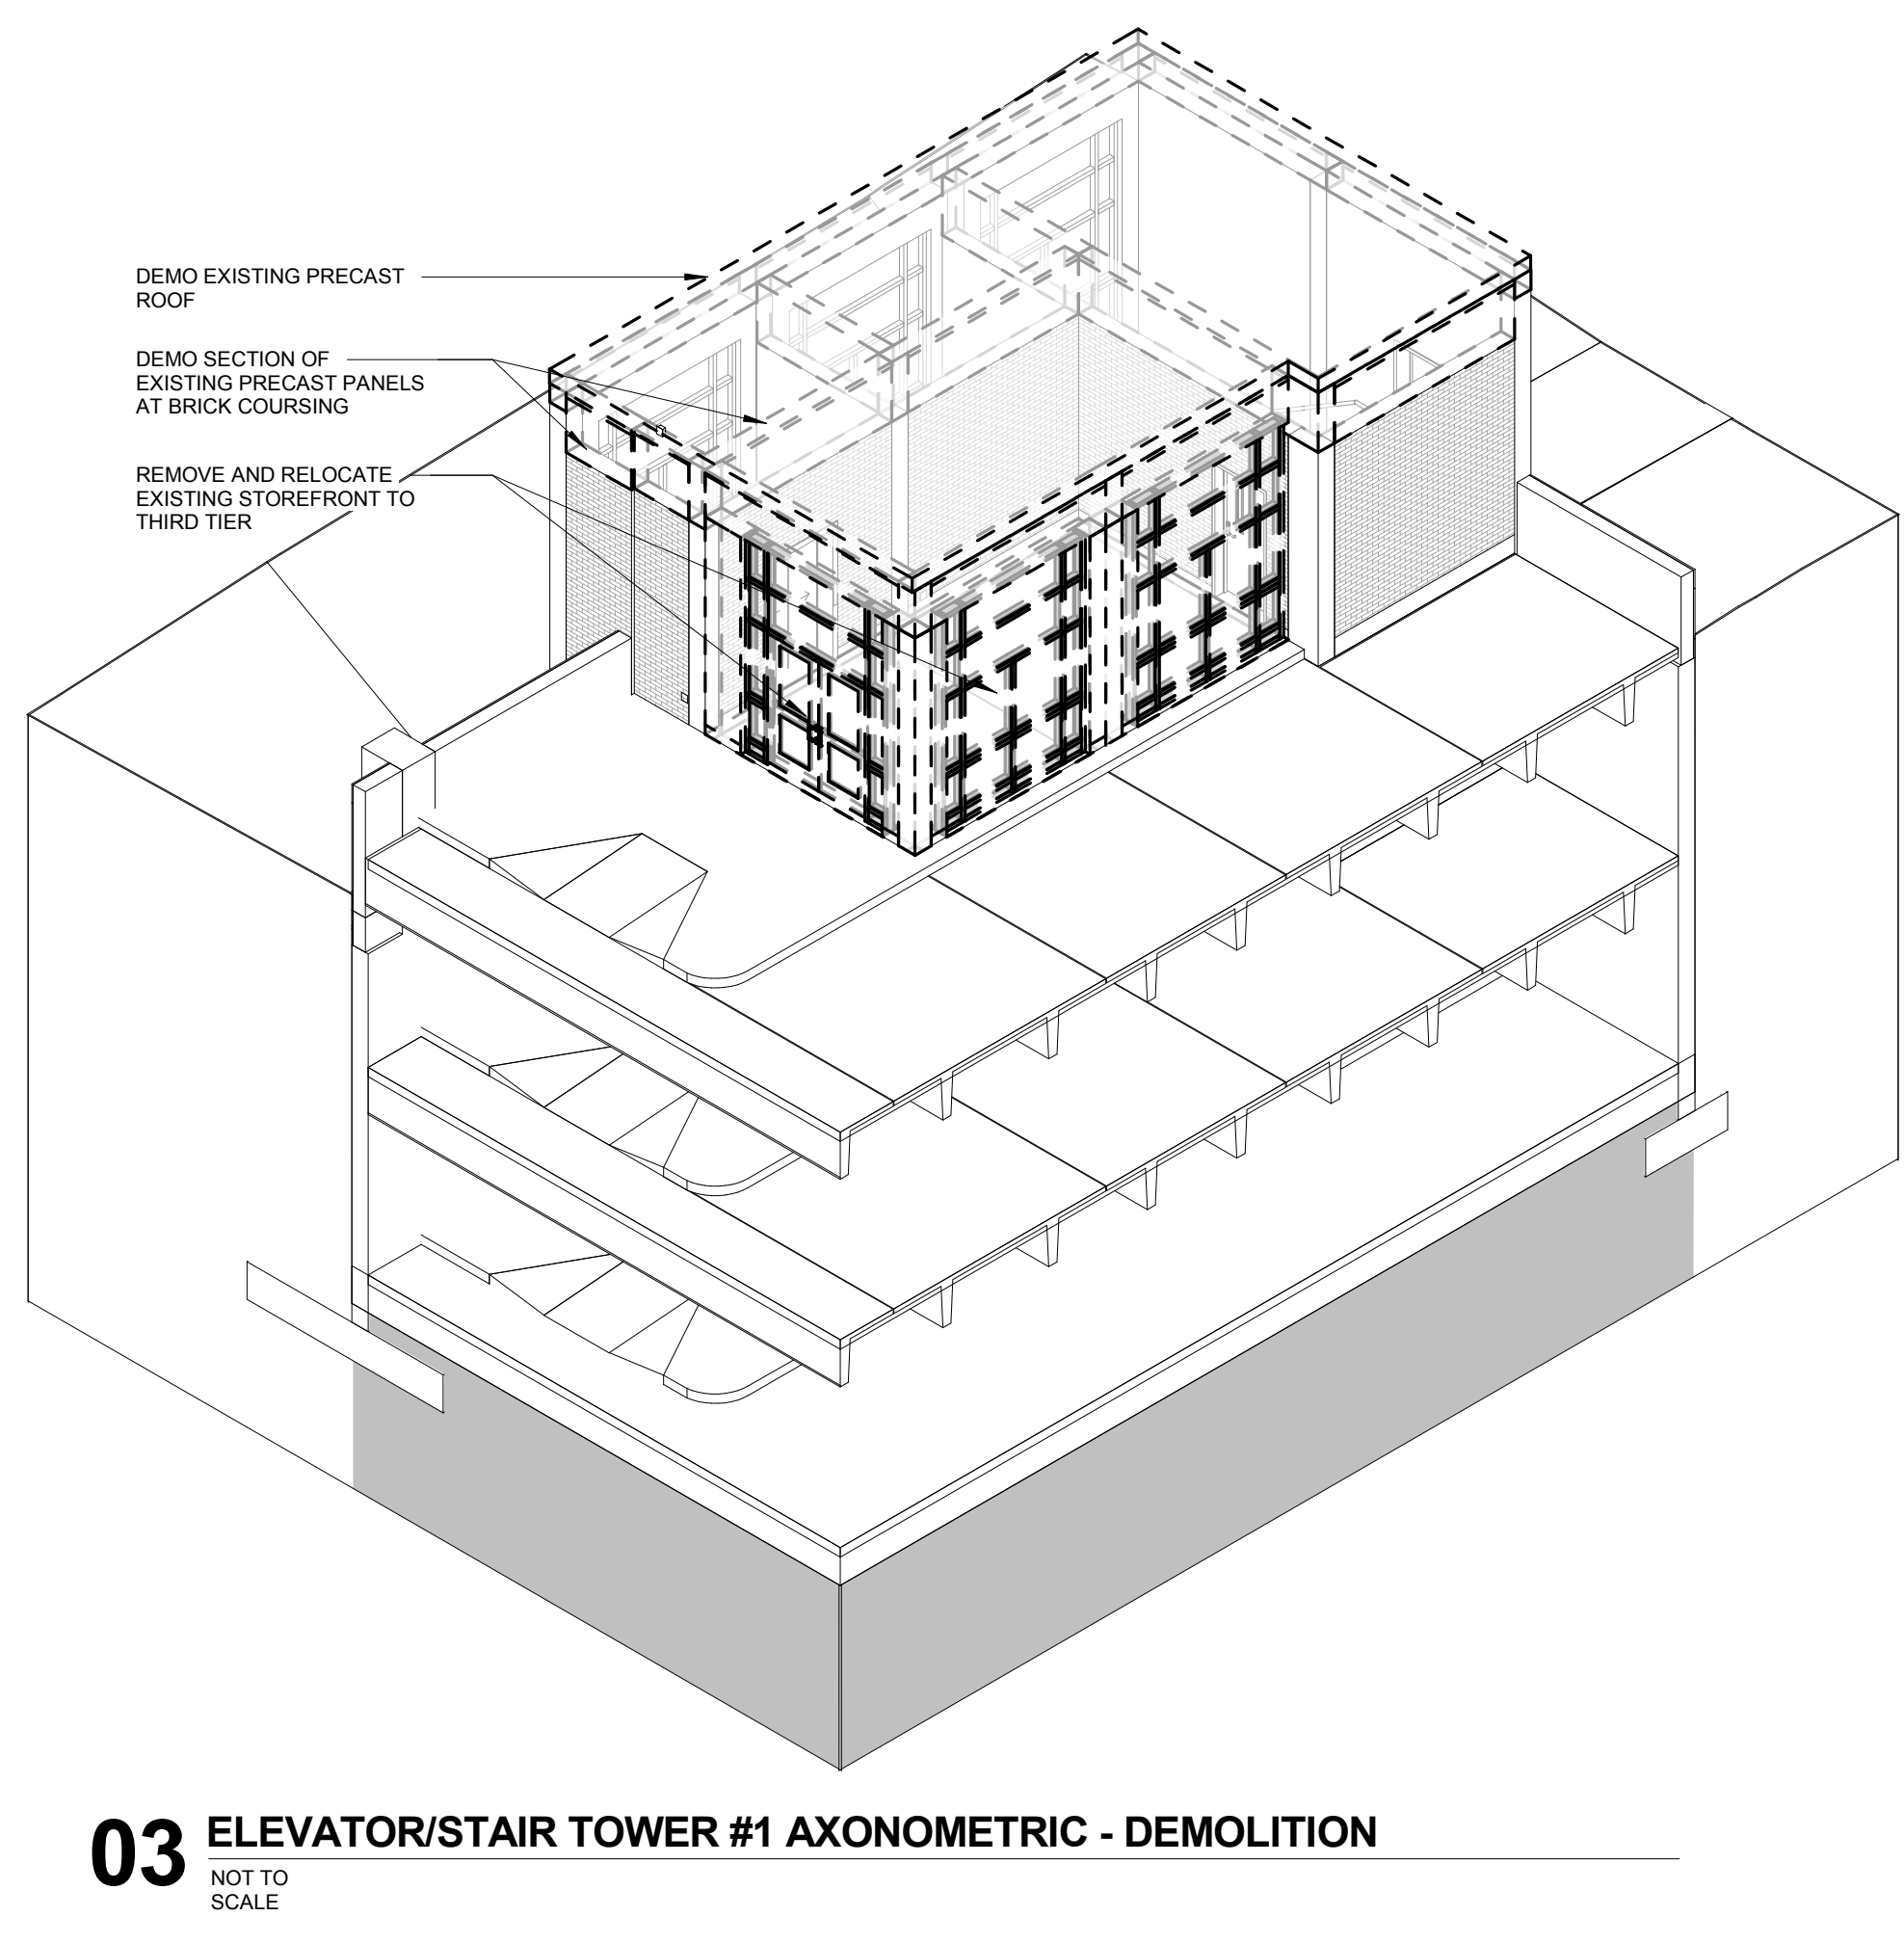 DEMO EXISTING PRECAST
ROOF
DEMO SECTION OF
EXISTING PRECAST PANELS
AT BRICK COURSING
REMOVE AND RELOCATE
EXISTING STOREFRONT TO
THIRD TIER
03 ELEVATOR/STAIR TOWER #1 AXONOMETRIC - DEMOLITION
NOT TO
SCALE